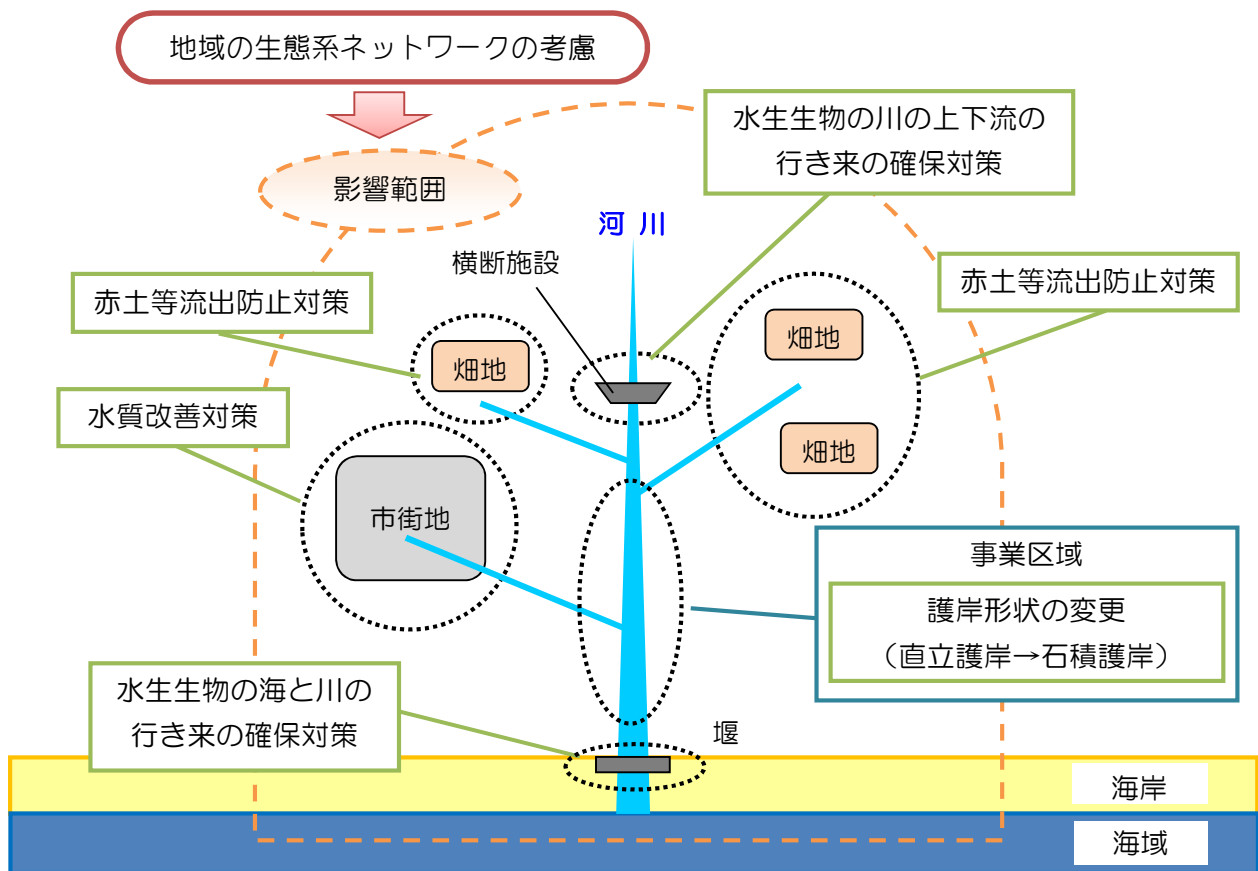 地域の生態系ネットワークの考慮
影響範囲
水生生物の川の上下流の
行き来の確保対策
河 川
横断施設
赤土等流出防止対策
赤土等流出防止対策
畑地
畑地
畑地
水質改善対策
市街地
事業区域
護岸形状の変更
（直立護岸→石積護岸）
水生生物の海と川の
行き来の確保対策
堰
海岸
海域